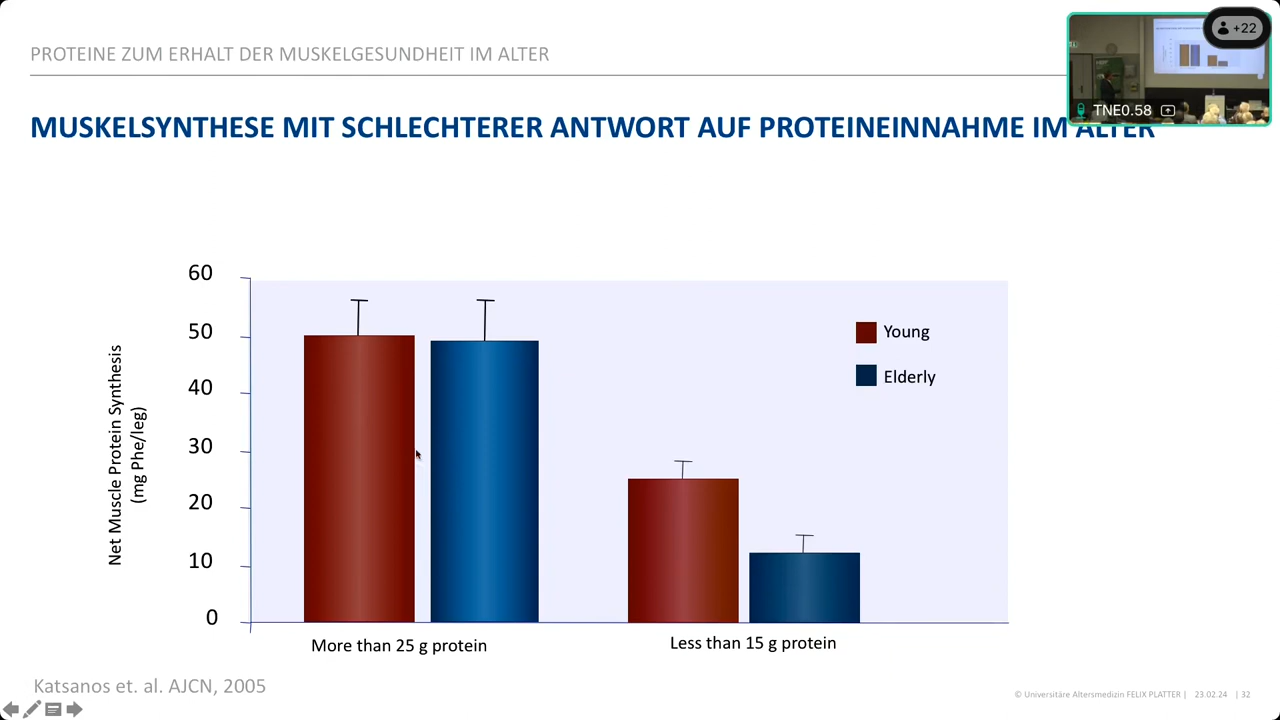 PROTEINE ZUM ERHALT DER MUSKELGESUNDHEIT IM ALTER
+22
TNE0.58
MUSKELSYNTHESE MIT SCHLECHTERER ANTWORT AUF PROTEINEINNAHME IM ALTER
60
50
40
30
20
10
0
Net Muscle Protein Synthesis
(mg Phe/leg)
Young
Elderly
More than 25 g protein
Less than 15 g protein
Katsanos et. al. AJCN, 2005
© Universitäre Altersmedizin FELIX PLATTER | 23.02.24 | 32